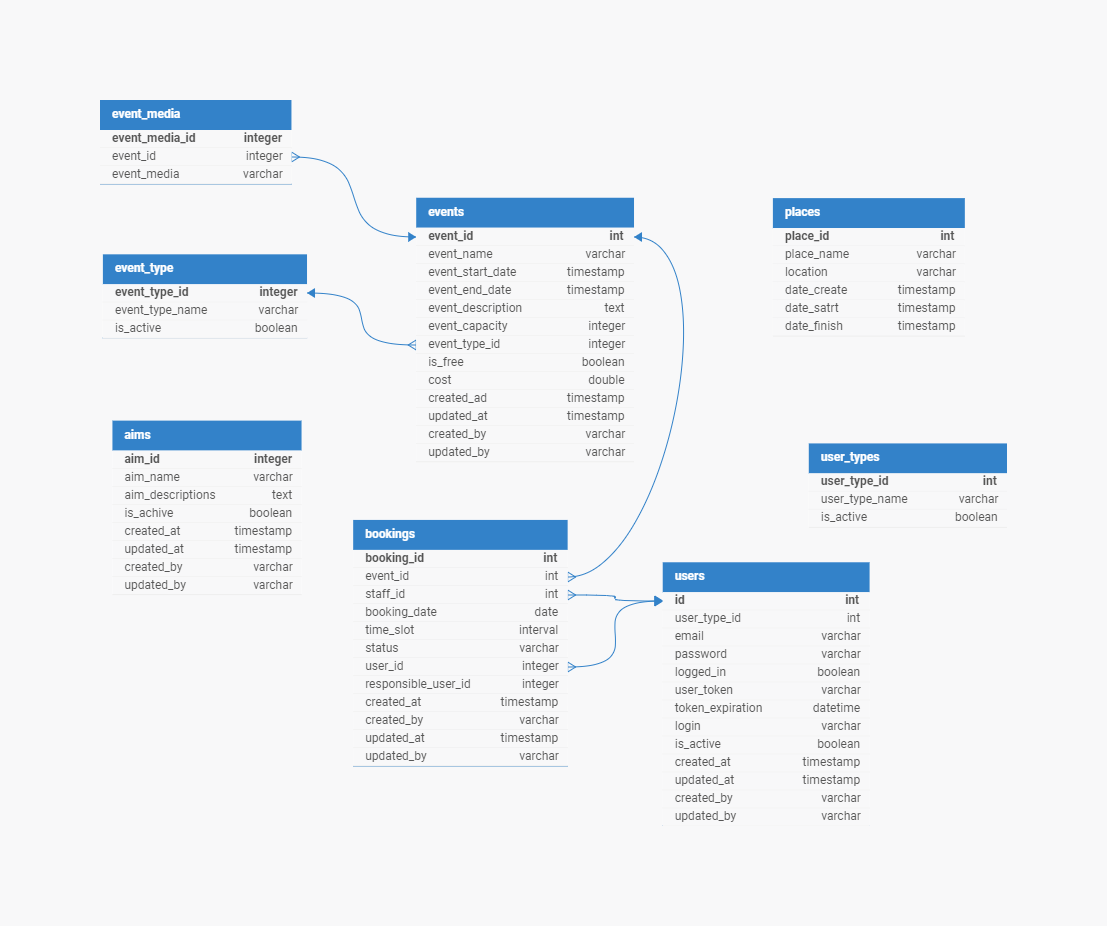 event_media
event_media_id integer
event_id integer
event_media varchar
event_type
event_type_id integer
event_type_name varchar
is_active boolean
aims
aim_id integer
aim_name varchar
aim_descriptions text
is_achive boolean
created_at timestamp
updated_at timestamp
created_by varchar
updated_by varchar
events
event_id int
event_name varchar
event_start_date timestamp
event_end_date timestamp
event_description text
event_capacity integer
event_type_id integer
is_free boolean
cost double
created_ad timestamp
updated_at timestamp
created_by varchar
updated_by varchar
bookings
booking_id int
event_id int
staff_id int
booking_date date
time_slot interval
status varchar
user_id integer
responsible_user_id integer
created_at timestamp
created_by varchar
updated_at timestamp
updated_by varchar
places
place_id int
place_name varchar
location varchar
date_create timestamp
date_satrt timestamp
date_finish timestamp
user_types
user_type_id int
user_type_name varchar
is_active boolean
users
id int
user_type_id int
email varchar
password varchar
logged_in boolean
user_token varchar
token_expiration datetime
login varchar
is_active boolean
created_at timestamp
updated_at timestamp
created_by varchar
updated_by varchar